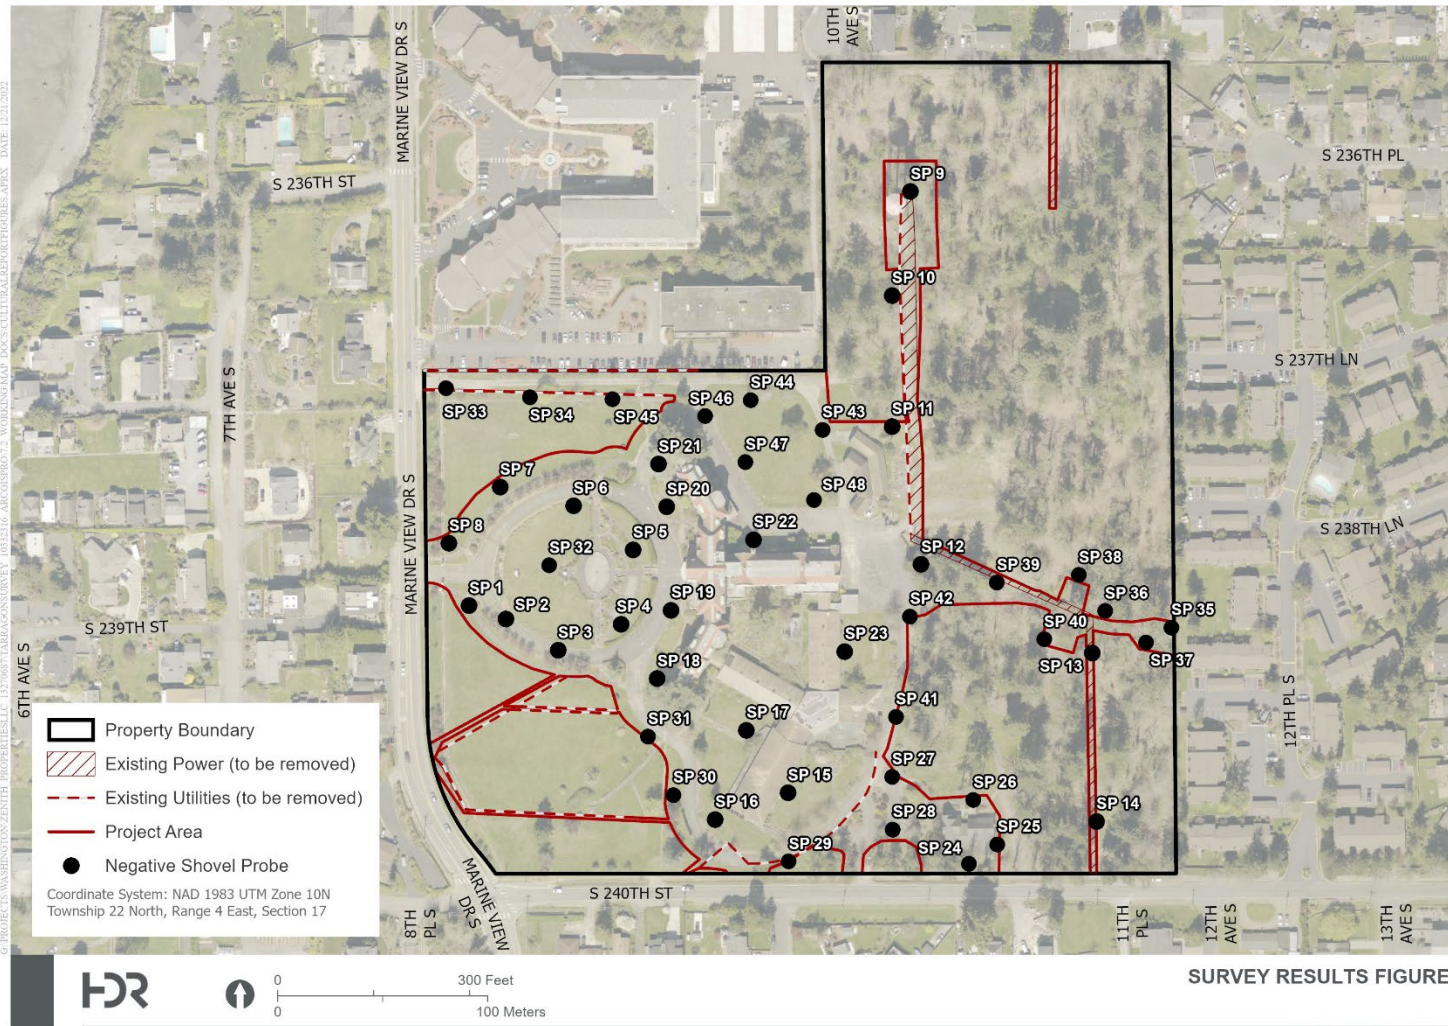 10TH
AVE S
MARINE VIEW DR S
S 236TH ST
S 236TH PL
SP 9
SP 10
S 237TH LN
7TH AVE S
SP 33
SP 34
SP 45
SP 46
SP 44
SP 43
SP 11
SP 21
SP 47
SP 7
SP 6
SP 20
SP 48
S 238TH LN
SP 8
SP 32
SP 5
SP 22
SP 12
SP 39
SP 38
MARINE VIEW DR S
SP 1
SP 2
SP 4
SP 19
SP 42
SP 36
SP 35
S 239TH ST
SP 3
SP 23
SP 40
SP 13
SP 37
6TH AVE S
SP 18
SP 31
SP 17
SP 41
12TH PL S
SP 30
SP 16
SP 15
SP 27
SP 26
SP 28
SP 25
SP 14
SP 29
SP 24
S 240TH ST
MARINE VIEW
DR S
8TH
PL S
11TH
PL S
12TH
AVE S
13TH
AVE S
Property Boundary
Existing Power (to be removed)
Existing Utilities (to be removed)
Project Area
Negative Shovel Probe
Coordinate System: NAD 1983 UTM Zone 10N
Township 22 North, Range 4 East, Section 17
HDR
0 300 Feet
0 100 Meters
SURVEY RESULTS FIGURE